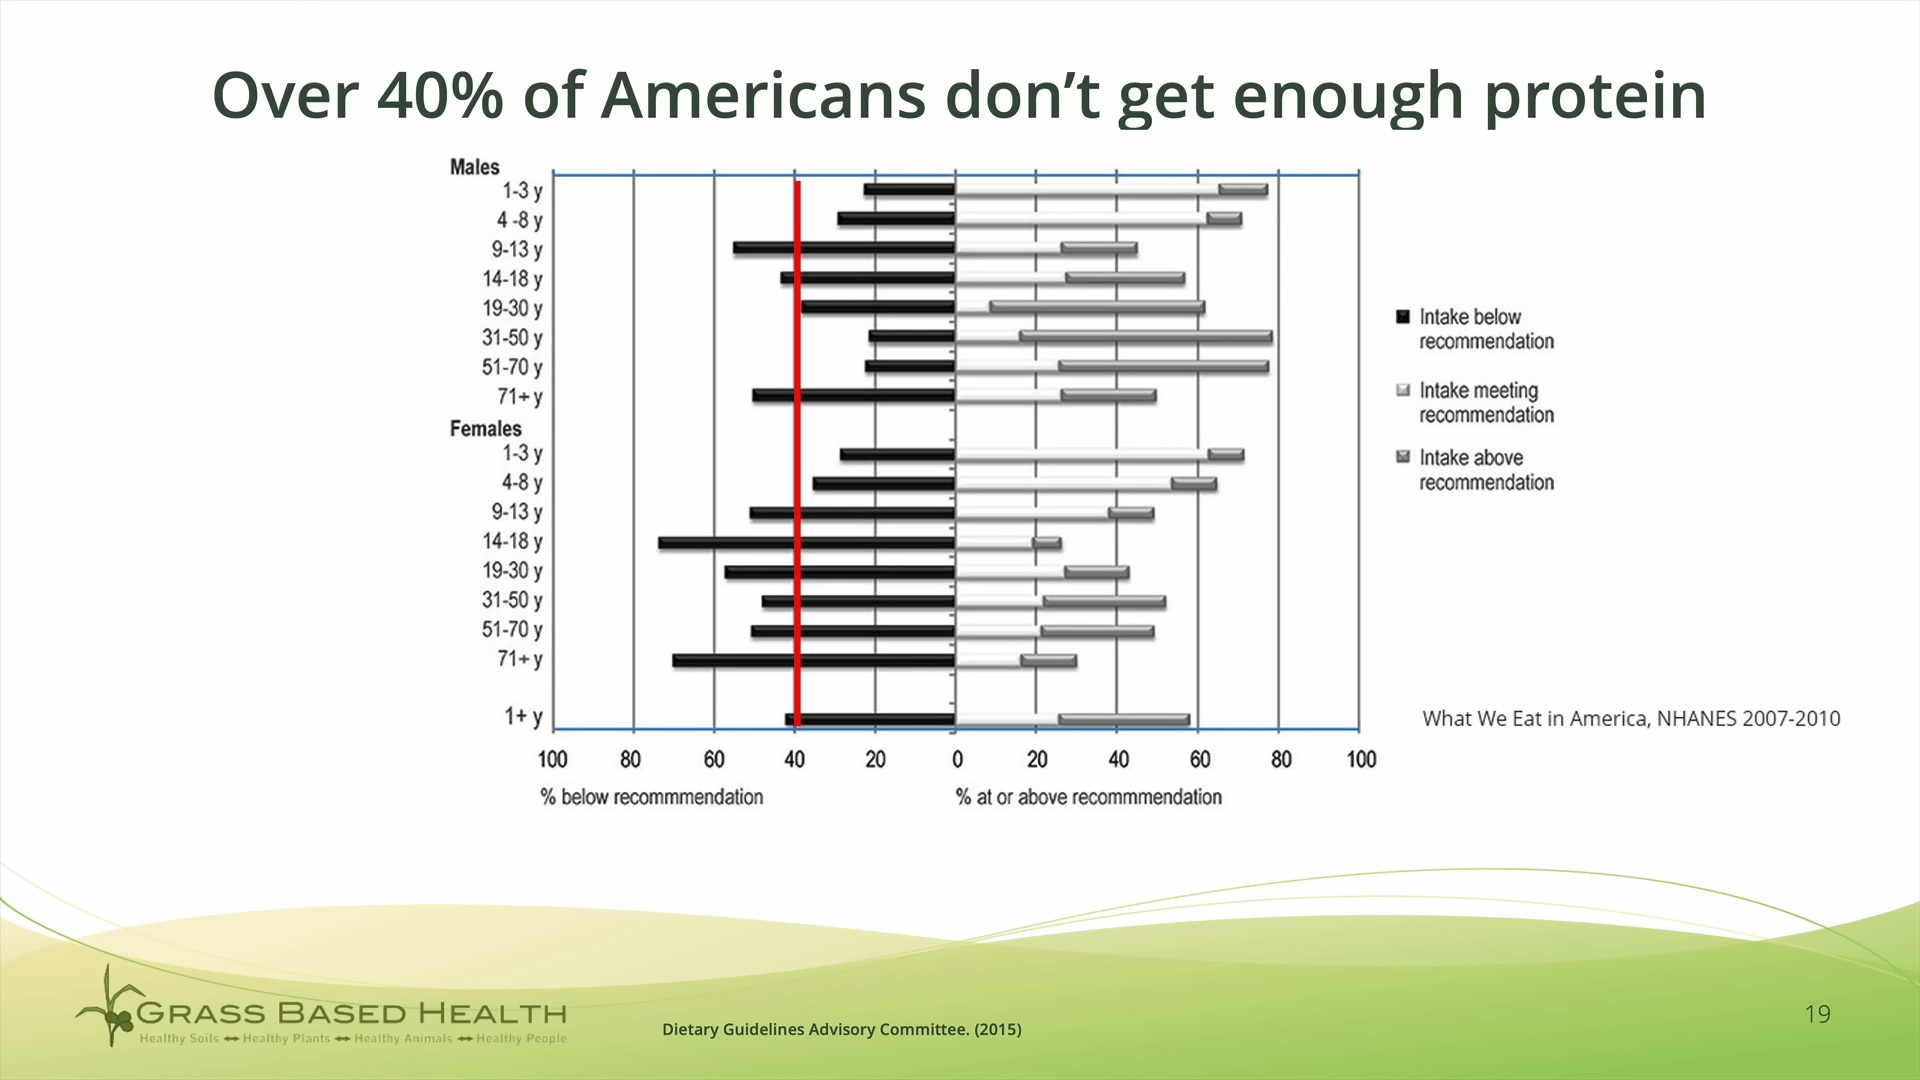 Over 40% of Americans don’t get enough protein
Males
1-3 y
4 -8 y
9-13 y
14-18 y
19-30 y
31-50 y
51-70 y
71+ y
Females
1-3 y
4-8 y
9-13 y
14-18 y
19-30 y
31-50 y
51-70 y
71+ y
1+ y
100 80 60 40 20 0 20 40 60 80 100
% below recommmendation % at or above recommmendation
Intake below
recommendation
Intake meeting
recommendation
Intake above
recommendation
What We Eat in America, NHANES 2007-2010
GRASS BASED HEALTH
Healthy Soils Healthy Plants Healthy Animals Healthy People
Dietary Guidelines Advisory Committee. (2015)
19